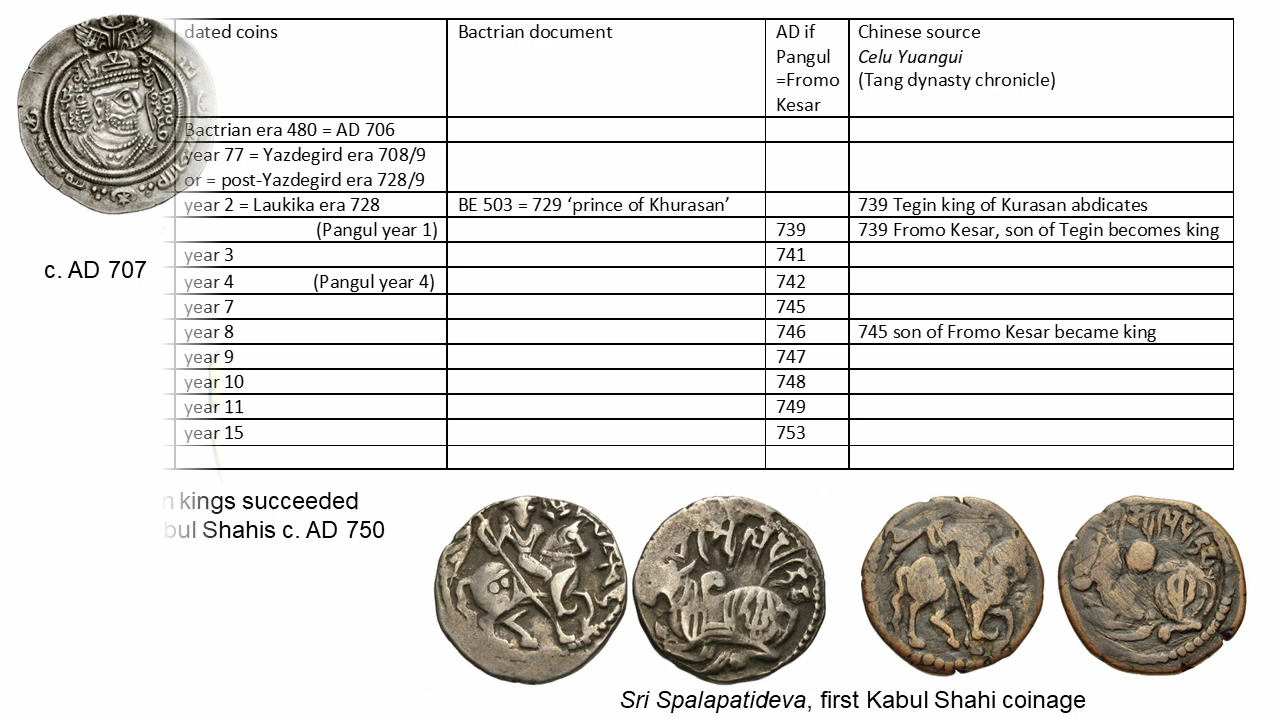 dated coins
Bactrian document
AD if
Pangul
=Fromo
Kesar
Chinese source
Celu Yuangui
(Tang dynasty chronicle)
Bactrian era 480 = AD 706
year 77 = Yazdegird era 708/9
or = post-Yazdegird era 728/9
year 2 = Laukika era 728
BE 503 = 729 ‘prince of Khurasan’
739 Tegin king of Kurasan abdicates
(Pangul year 1)
739
739 Fromo Kesar, son of Tegin becomes king
year 3
741
year 4
(Pangul year 4)
742
year 7
745
year 8
746
745 son of Fromo Kesar became king
year 9
747
year 10
748
year 11
749
year 15
753
c. AD 707
n kings succeeded
bul Shahis c. AD 750
Sri Spalapatideva, first Kabul Shahi coinage